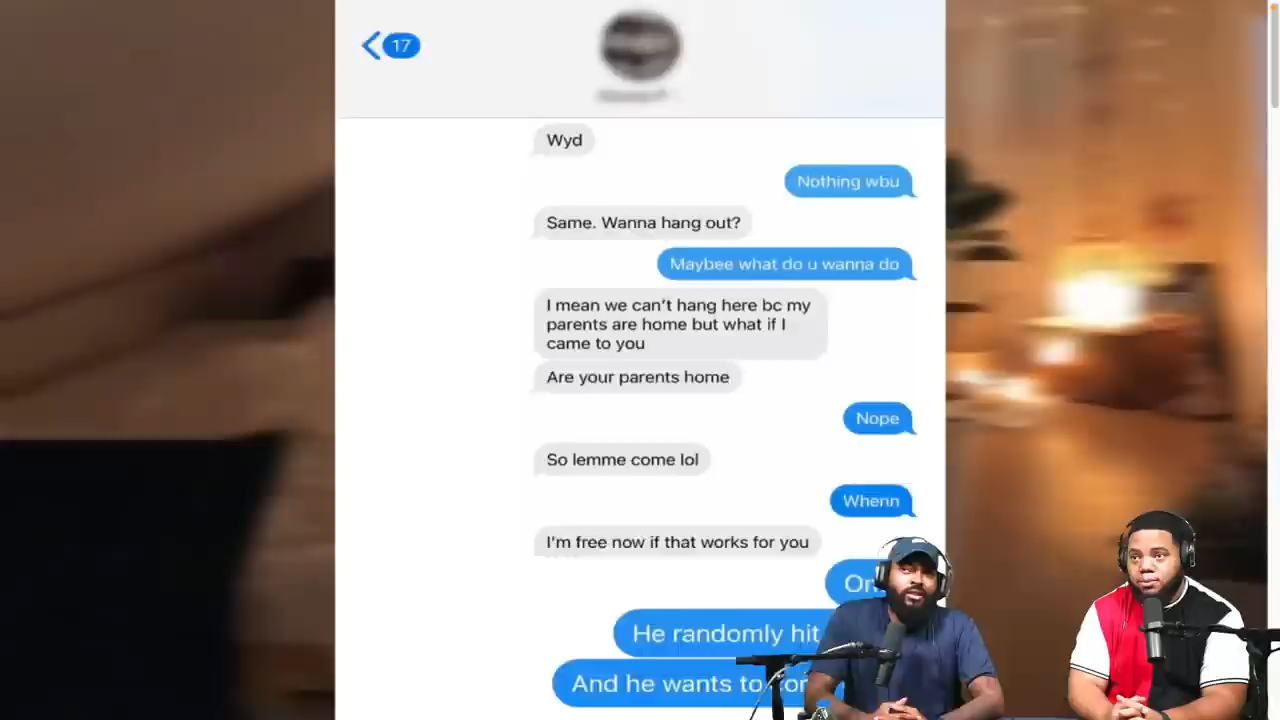 17
Wyd
Nothing wbu
Same. Wanna hang out?
Maybee what do u wanna do
I mean we can't hang here bc my
parents are home but what if I
came to you
Are your parents home
Nope
So lemme come lol
Whenn
I'm free now if that works for you
He randomly hit
And he wants to